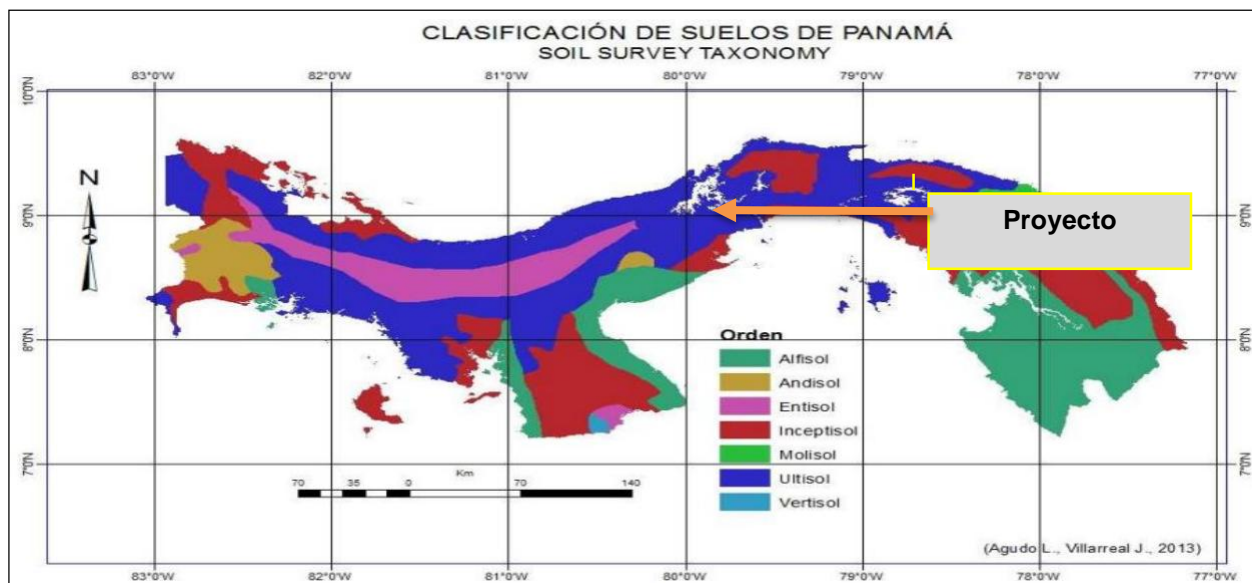 CLASIFICACIÓN DE SUELOS DE PANAMÁ
SOIL SURVEY TAXONOMY
83°0'W 82°0'W 81°0'W 80°0'W 79°0'W 78°0'W 77°0'W
10°0'N 10°0'N
N
9°0'N 9°0'N
Proyecto
8°0'N 8°0'N
Orden
Alfisol
Andisol
Entisol
Inceptisol
Molisol
Ultisol
Vertisol
7°0'N 7°0'N
Km
70 35 0 70 140
(Agudo L., Villarreal J., 2013)
83°0'W 82°0'W 81°0'W 80°0'W 79°0'W 78°0'W 77°0'W